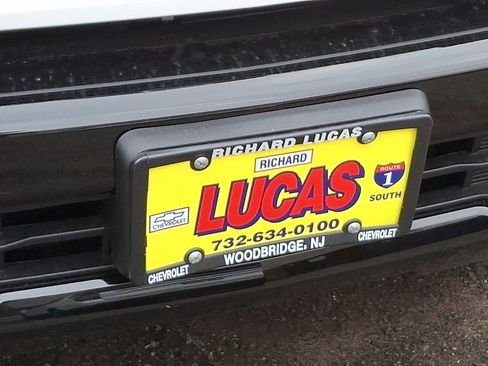 RICHARD LUCAS
RICHARD
LUCAS
ROUTE
1
SOUTH
CHEVROLET
732-634-0100
WOODBRIDGE, NJ
CHEVROLET
CHEVROLET